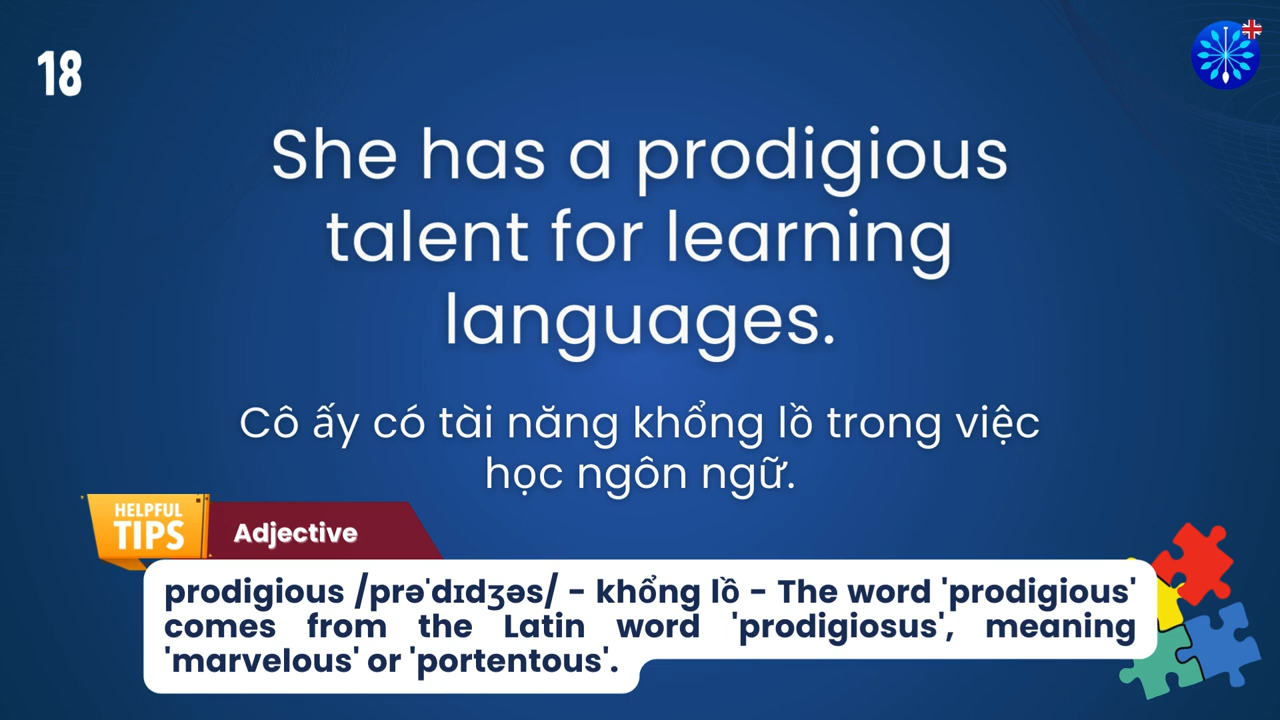 18
She has a prodigious
talent for learning
languages.
Cô ấy có tài năng khổng lồ trong việc
học ngôn ngữ.
HELPFUL
TIPS
Adjective
prodigious /prəˈdɪdʒəs/ - khổng lồ - The word 'prodigious'
comes from the Latin word 'prodigiosus', meaning
'marvelous' or 'portentous'.